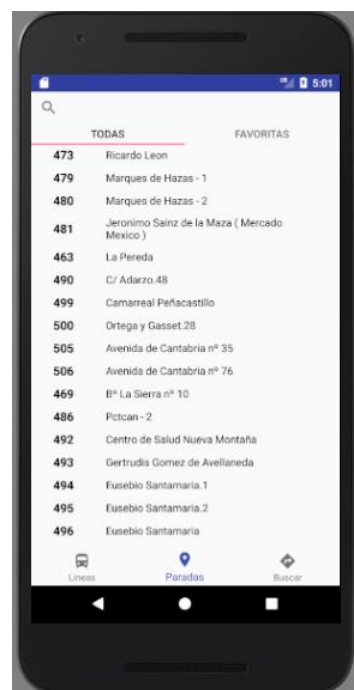 5:01
TODAS FAVORITAS
473 Ricardo Leon
479 Marques de Hazas - 1
480 Marques de Hazas - 2
481 Jeronimo Sainz de la Maza ( Mercado
Mexico )
463 La Pereda
490 C/ Adarzo.48
499 Camarreal Peñacastillo
500 Ortega y Gasset.28
505 Avenida de Cantabria nº 35
506 Avenida de Cantabria nº 76
469 Bº La Sierra nº 10
486 Pctcan - 2
492 Centro de Salud Nueva Montaña
493 Gertrudis Gomez de Avellaneda
494 Eusebio Santamaria.1
495 Eusebio Santamaria.2
496 Eusebio Santamaria
Lineas Paradas Buscar